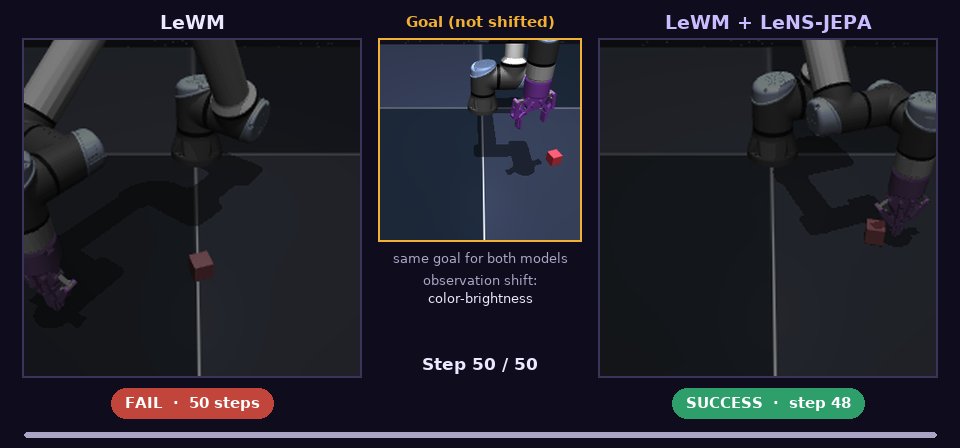 LeWM
Goal (not shifted)
LeWM + LeNS-JEPA
same goal for both models
observation shift:
color-brightness
Step 50 / 50
FAIL · 50 steps
SUCCESS · step 48